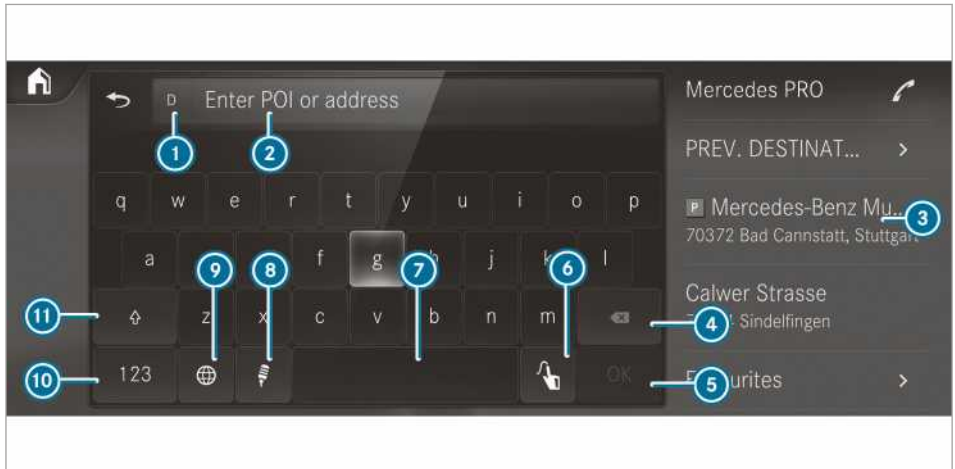 D Enter POI or address
1 2
q w e r t y u i o p
a f g h j k l
11 z x c v b n m
10 123 9 8 7 6 OK
Mercedes PRO
PREV. DESTINAT...
P Mercedes-Benz Mu... 3
70372 Bad Cannstatt, Stuttgart
Calwer Strasse
4 Sindelfingen
5